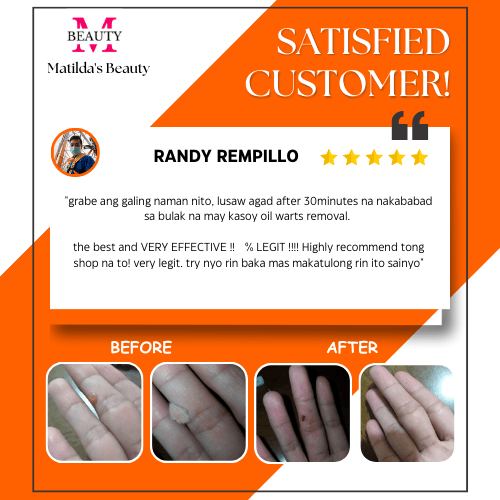 M
BEAUTY
Matilda's Beauty
SATISFIED
CUSTOMER!
RANDY REMPILLO
"grabe ang galing naman nito, lusaw agad after 30minutes na nakababad
sa bulak na may kasoy oil warts removal.
the best and VERY EFFECTIVE !! % LEGIT !!!! Highly recommend tong
shop na to! very legit. try nyo rin baka mas makatulong rin ito sainyo"
BEFORE
AFTER